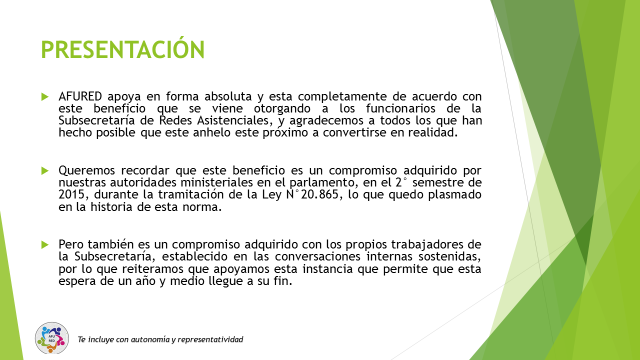 PRESENTACIÓN
AFURED apoya en forma absoluta y esta completamente de acuerdo con
este beneficio que se viene otorgando a los funcionarios de la
Subsecretaría de Redes Asistenciales, y agradecemos a todos los que han
hecho posible que este anhelo este próximo a convertirse en realidad.
Queremos recordar que este beneficio es un compromiso adquirido por
nuestras autoridades ministeriales en el parlamento, en el 2° semestre de
2015, durante la tramitación de la Ley N°20.865, lo que quedo plasmado
en la historia de esta norma.
Pero también es un compromiso adquirido con los propios trabajadores de
la Subsecretaría, establecido en las conversaciones internas sostenidas,
por lo que reiteramos que apoyamos esta instancia que permite que esta
espera de un año y medio llegue a su fin.
AFU
RED
Te incluye con autonomía y representatividad